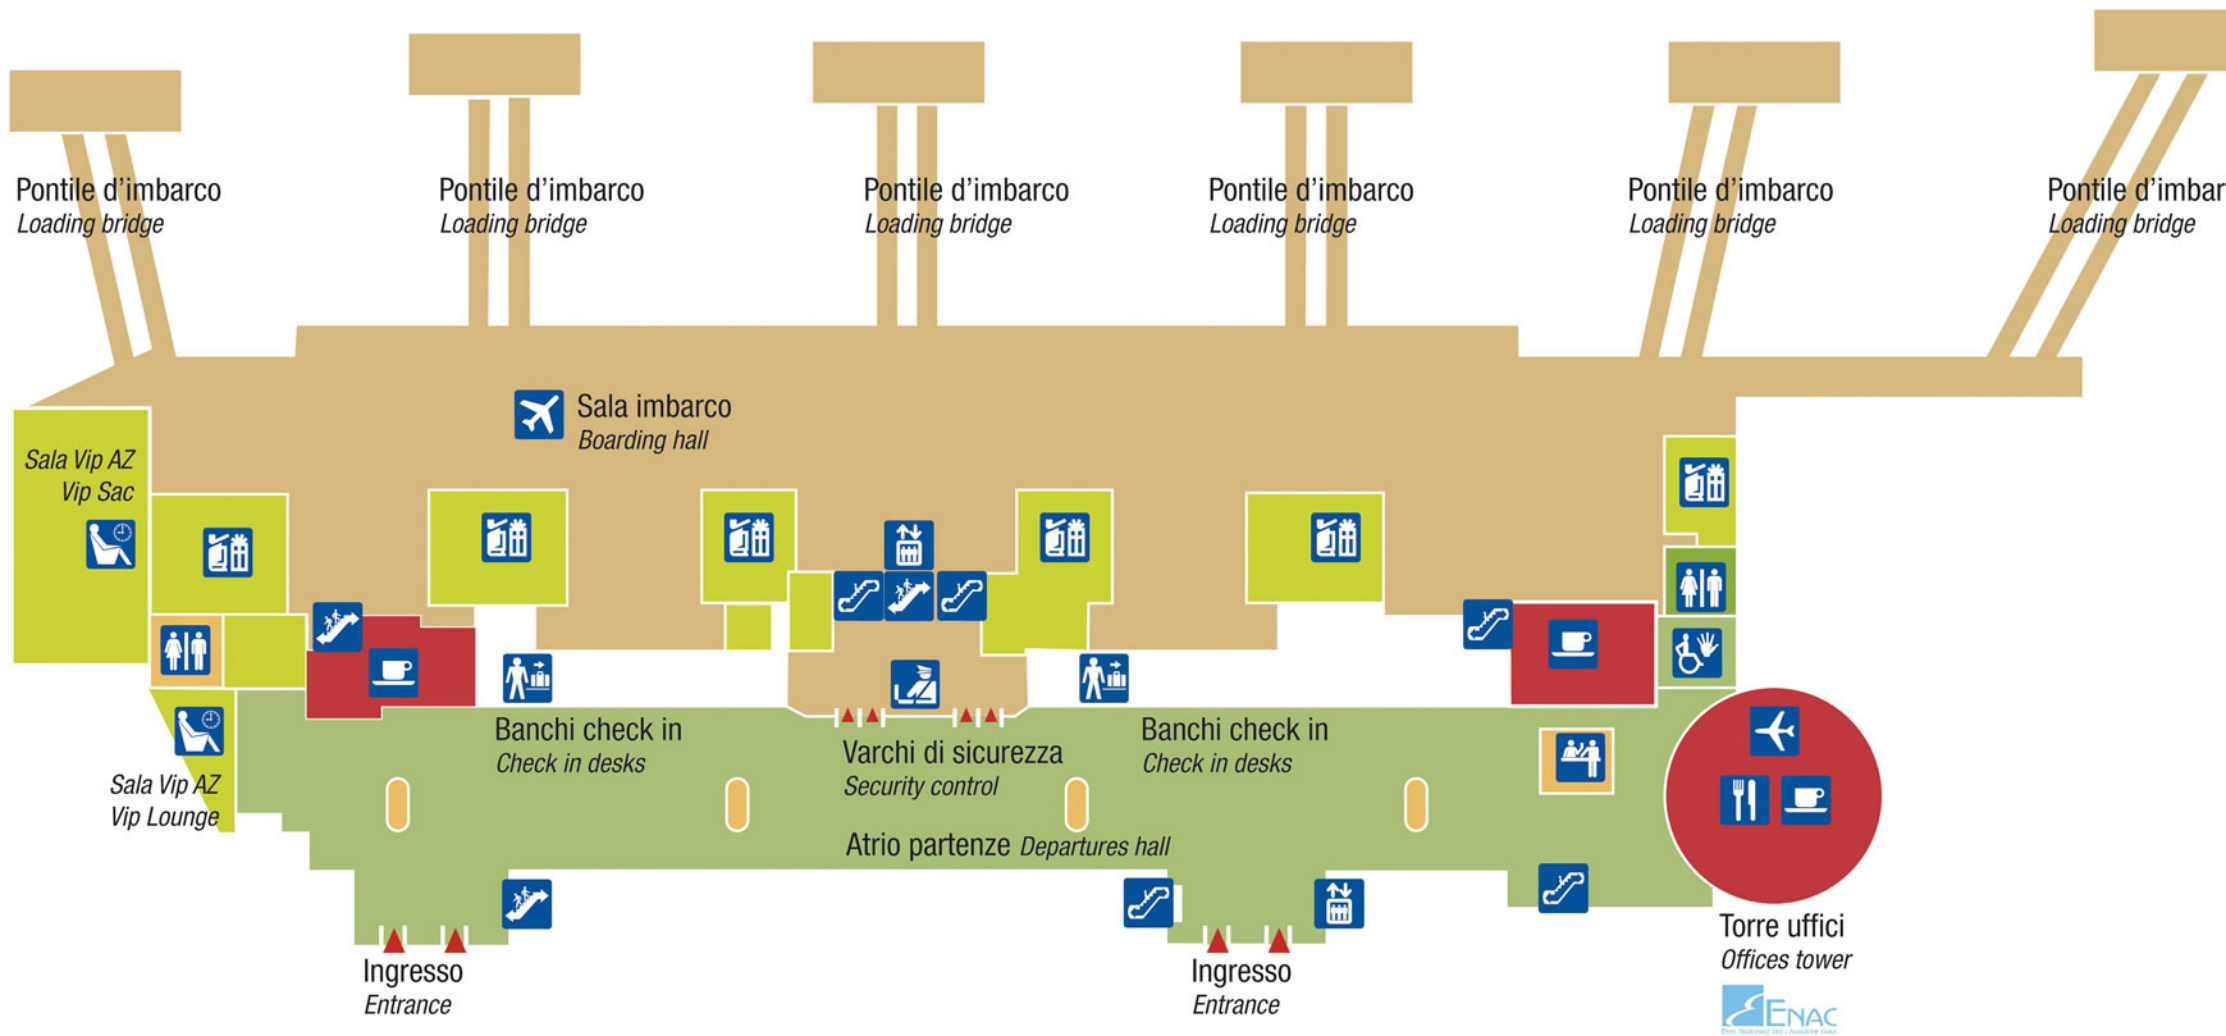 Pontile d'imbarco
Loading bridge
Pontile d'imbarco
Loading bridge
Pontile d'imbarco
Loading bridge
Pontile d'imbarco
Loading bridge
Pontile d'imbarco
Loading bridge
Pontile d'imbar
Loading bridge
Sala imbarco
Boarding hall
Sala Vip AZ
Vip Sac
Banchi check in
Check in desks
Varchi di sicurezza
Security control
Banchi check in
Check in desks
Sala Vip AZ
Vip Lounge
Atrio partenze Departures hall
Ingresso
Entrance
Ingresso
Entrance
Torre uffici
Offices tower
ENAC